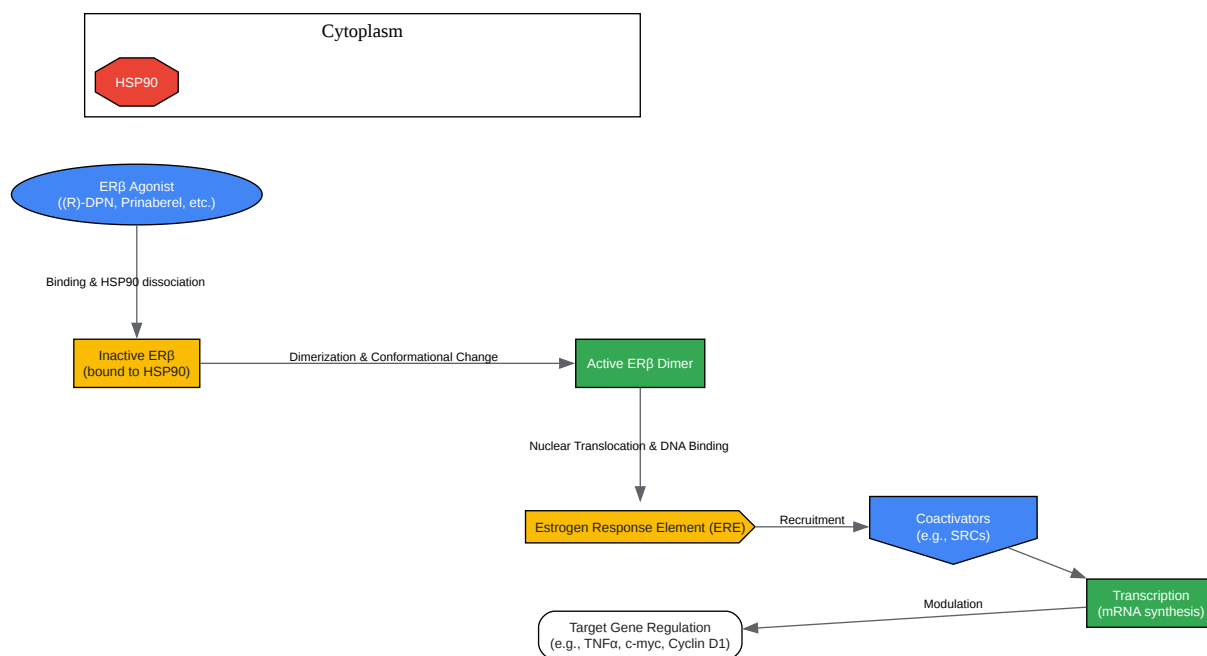 Cytoplasm
HSP90
ERβ Agonist
((R)-DPN, Prinaberel, etc.)
Binding & HSP90 dissociation
Inactive ERβ
(bound to HSP90)
Dimerization & Conformational Change
Active ERβ Dimer
Nuclear Translocation & DNA Binding
Estrogen Response Element (ERE)
Recruitment
Coactivators
(e.g., SRCs)
Transcription
(mRNA synthesis)
Modulation
Target Gene Regulation
(e.g., TNFα, c-myc, Cyclin D1)